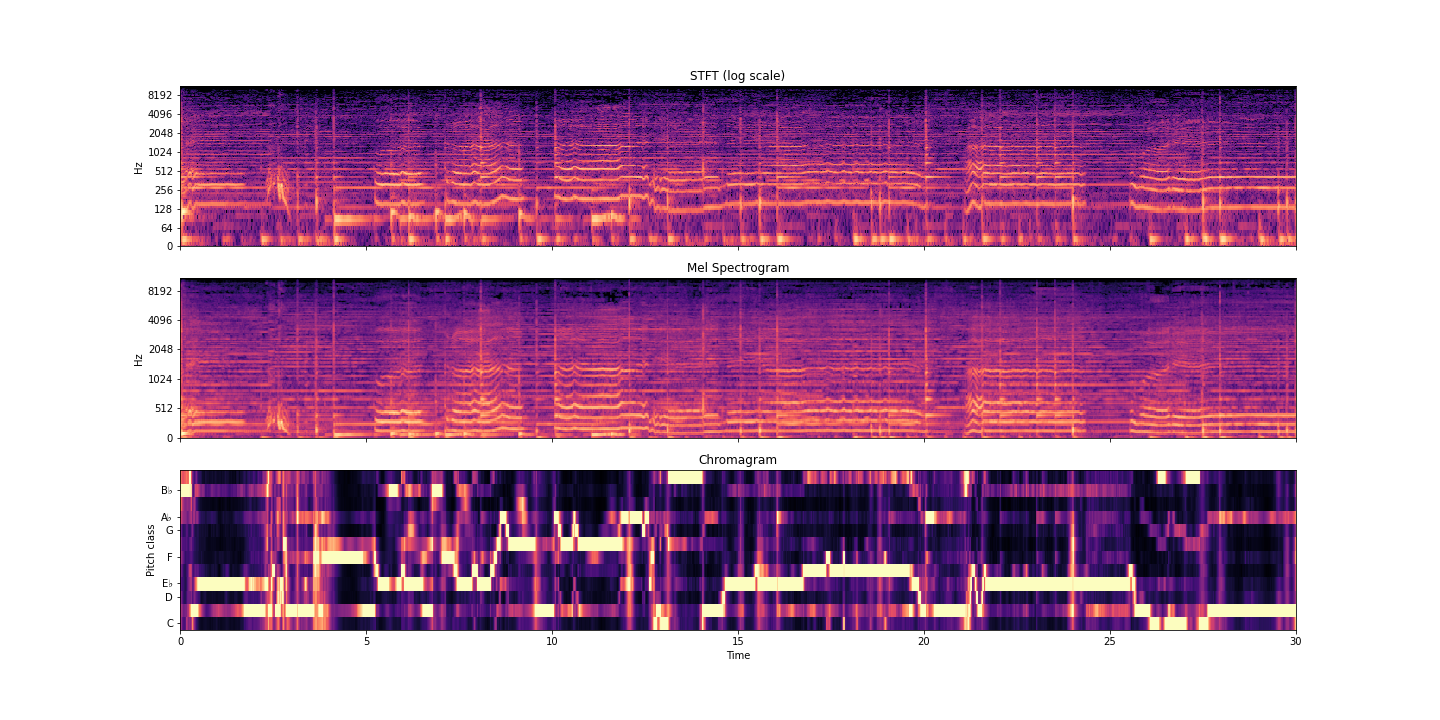 STFT (log scale)
8192
4096
2048
1024
512
256
128
64
0
Hz
Mel Spectrogram
8192
4096
2048
1024
512
0
Hz
Chromagram
B♭
A♭
G
F
E♭
D
C
Pitch class
0 5 10 15 20 25 30
Time